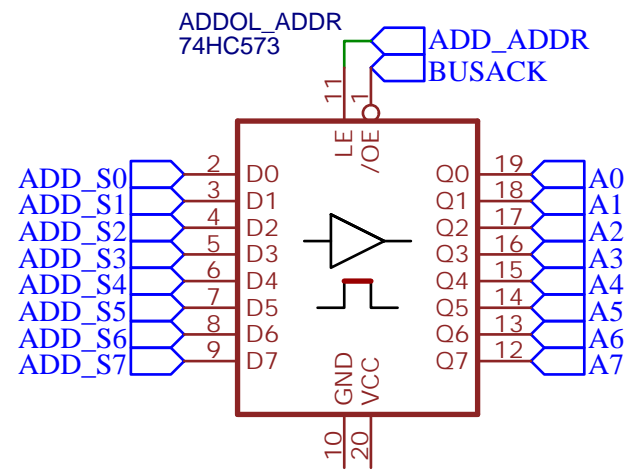 ADDOL_ADDR
74HC573
ADD_ADDR
BUSACK
11
1
LE
/OE
ADD_S0 2 D0 Q0 19 A0
ADD_S1 3 D1 Q1 18 A1
ADD_S2 4 D2 Q2 17 A2
ADD_S3 5 D3 Q3 16 A3
ADD_S4 6 D4 Q4 15 A4
ADD_S5 7 D5 Q5 14 A5
ADD_S6 8 D6 Q6 13 A6
ADD_S7 9 D7 Q7 12 A7
GND
VCC
10
20